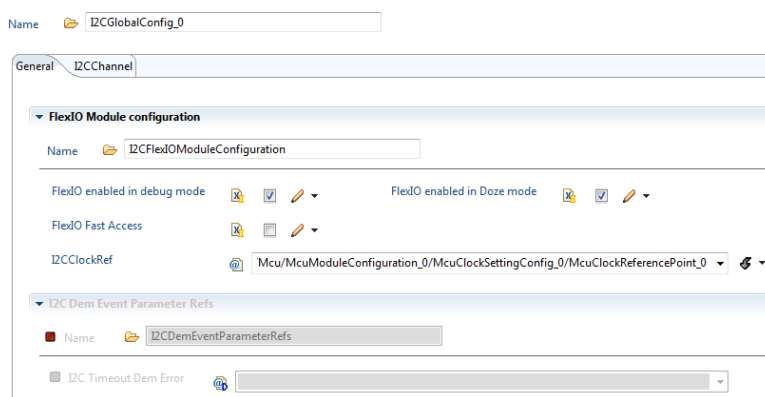 Name I2CGlobalConfig_0
General I2CChannel
FlexIO Module configuration
Name I2CFlexIOModuleConfiguration
FlexIO enabled in debug mode FlexIO enabled in Doze mode
FlexIO Fast Access
I2CClockRef 'Mcu/McuModuleConfiguration_0/McuClockSettingConfig_0/McuClockReferencePoint_0
I2C Dem Event Parameter Refs
Name I2CDemEventParameterRefs
I2C Timeout Dem Error